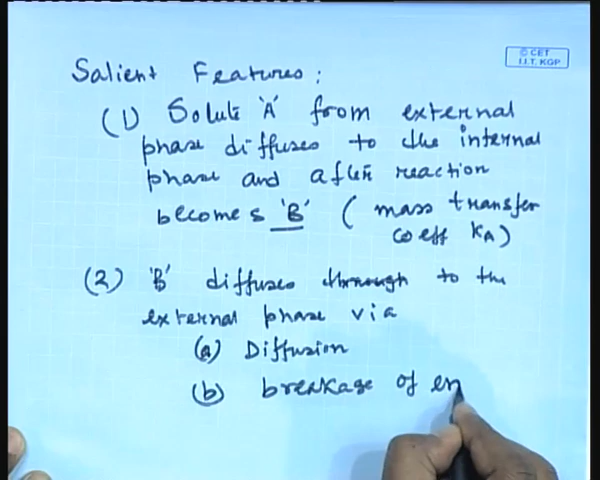 © CET
I.I.T. KGP
Salient Features:
(1) Solute 'A' from external
phase diffuses to the internal
phase and after reaction
becomes 'B' ( mass transfer
coeff kA)
(2) 'B' diffuses through to the
external phase via
(a) Diffusion
(b) breakage of en